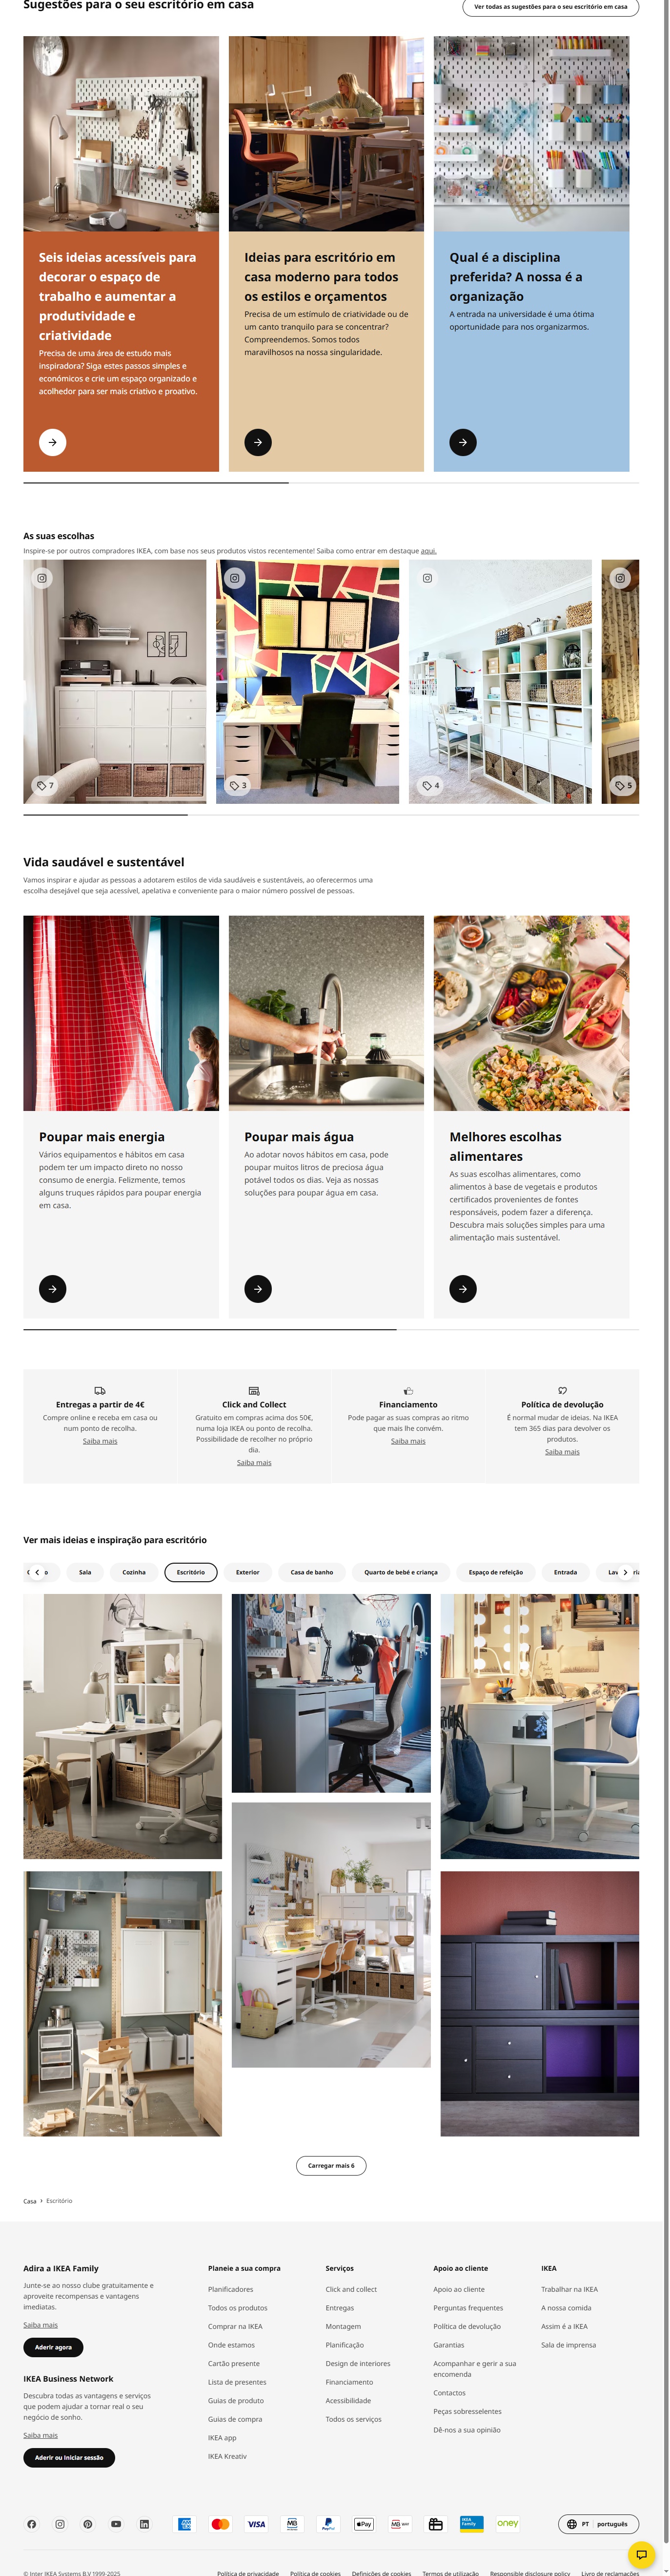 Sugestões para o seu escritório em casa
Ver todas as sugestões para o seu escritório em casa
Seis ideias acessíveis para
decorar o espaço de
trabalho e aumentar a
produtividade e
criatividade
Precisa de uma área de estudo mais
inspiradora? Siga estes passos simples e
económicos e crie um espaço organizado e
acolhedor para ser mais criativo e proativo.
Ideias para escritório em
casa moderno para todos
os estilos e orçamentos
Precisa de um estímulo de criatividade ou de
um canto tranquilo para se concentrar?
Compreendemos. Somos todos
maravilhosos na nossa singularidade.
Qual é a disciplina
preferida? A nossa é a
organização
A entrada na universidade é uma ótima
oportunidade para nos organizarmos.
As suas escolhas
Inspire-se por outros compradores IKEA, com base nos seus produtos vistos recentemente! Saiba como entrar em destaque aqui.
7
3
4
5
Vida saudável e sustentável
Vamos inspirar e ajudar as pessoas a adotarem estilos de vida saudáveis e sustentáveis, ao oferecermos uma
escolha desejável que seja acessível, apelativa e conveniente para o maior número possível de pessoas.
Poupar mais energia
Vários equipamentos e hábitos em casa
podem ter um impacto direto no nosso
consumo de energia. Felizmente, temos
alguns truques rápidos para poupar energia
em casa.
Poupar mais água
Ao adotar novos hábitos em casa, pode
poupar muitos litros de preciosa água
potável todos os dias. Veja as nossas
soluções para poupar água em casa.
Melhores escolhas
alimentares
As suas escolhas alimentares, como
alimentos à base de vegetais e produtos
certificados provenientes de fontes
responsáveis, podem fazer a diferença.
Descubra mais soluções simples para uma
alimentação mais sustentável.
Entregas a partir de 4€
Compre online e receba em casa ou
num ponto de recolha.
Saiba mais
Click and Collect
Gratuito em compras acima dos 50€,
numa loja IKEA ou ponto de recolha.
Possibilidade de recolher no próprio
dia.
Saiba mais
Financiamento
Pode pagar as suas compras ao ritmo
que mais lhe convém.
Saiba mais
Política de devolução
É normal mudar de ideias. Na IKEA
tem 365 dias para devolver os
produtos.
Saiba mais
Ver mais ideias e inspiração para escritório
Sala
Cozinha
Escritório
Exterior
Casa de banho
Quarto de bebé e criança
Espaço de refeição
Entrada
Carregar mais 6
Casa
Escritório
Adira a IKEA Family
Junte-se ao nosso clube gratuitamente e
aproveite recompensas e vantagens
imediatas.
Saiba mais
Aderir agora
IKEA Business Network
Descubra todas as vantagens e serviços
que podem ajudar a tornar real o seu
negócio de sonho.
Saiba mais
Aderir ou Iniciar sessão
Planeie a sua compra
Planificadores
Todos os produtos
Comprar na IKEA
Onde estamos
Cartão presente
Lista de presentes
Guias de produto
Guias de compra
IKEA app
IKEA Kreativ
Serviços
Click and collect
Entregas
Montagem
Planificação
Design de interiores
Financiamento
Acessibilidade
Todos os serviços
Apoio ao cliente
Apoio ao cliente
Perguntas frequentes
Política de devolução
Garantias
Acompanhar e gerir a sua
encomenda
Contactos
Peças sobresselentes
Dê-nos a sua opinião
IKEA
Trabalhar na IKEA
A nossa comida
Assim é a IKEA
Sala de imprensa
VISA
PayPal
Pay
IKEA
Family
oney
PT
português
© Inter IKEA Systems B.V 1999-2025
Política de privacidade
Política de cookies
Definições de cookies
Termos de utilização
Responsible disclosure policy
Livro de reclamações